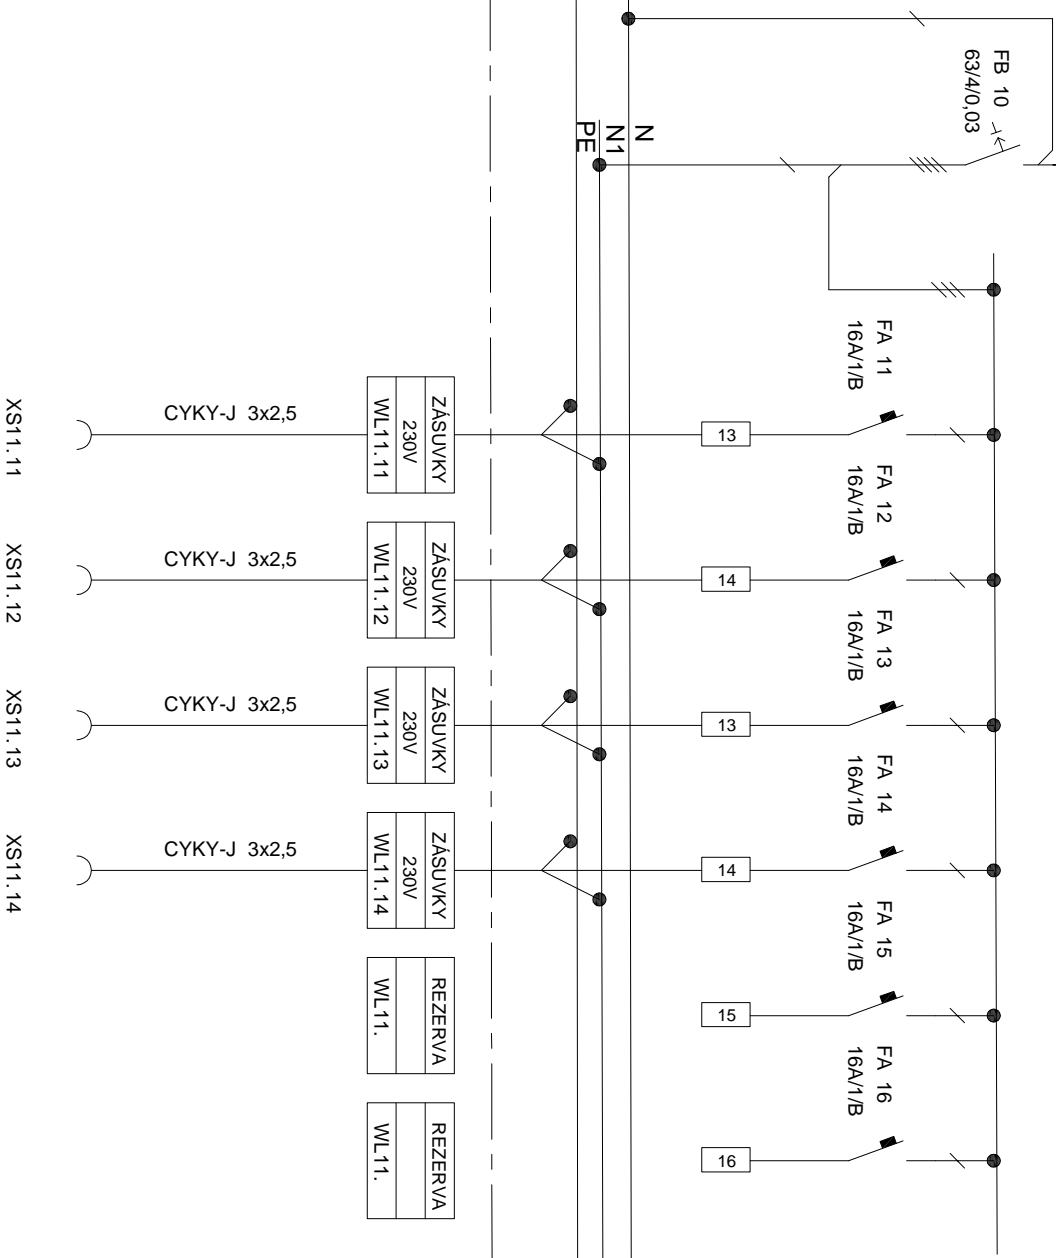 FB 10
63/4/0,03
N
N1
PE
FA 11
16A/1/B
13
ZÁSUVKY
230V
WL11.11
CYKY-J 3x2,5
XS11.11
FA 12
16A/1/B
14
ZÁSUVKY
230V
WL11.12
CYKY-J 3x2,5
XS11.12
FA 13
16A/1/B
13
ZÁSUVKY
230V
WL11.13
CYKY-J 3x2,5
XS11.13
FA 14
16A/1/B
14
ZÁSUVKY
230V
WL11.14
CYKY-J 3x2,5
XS11.14
FA 15
16A/1/B
15
REZERVA
WL11.
FA 16
16A/1/B
16
REZERVA
WL11.